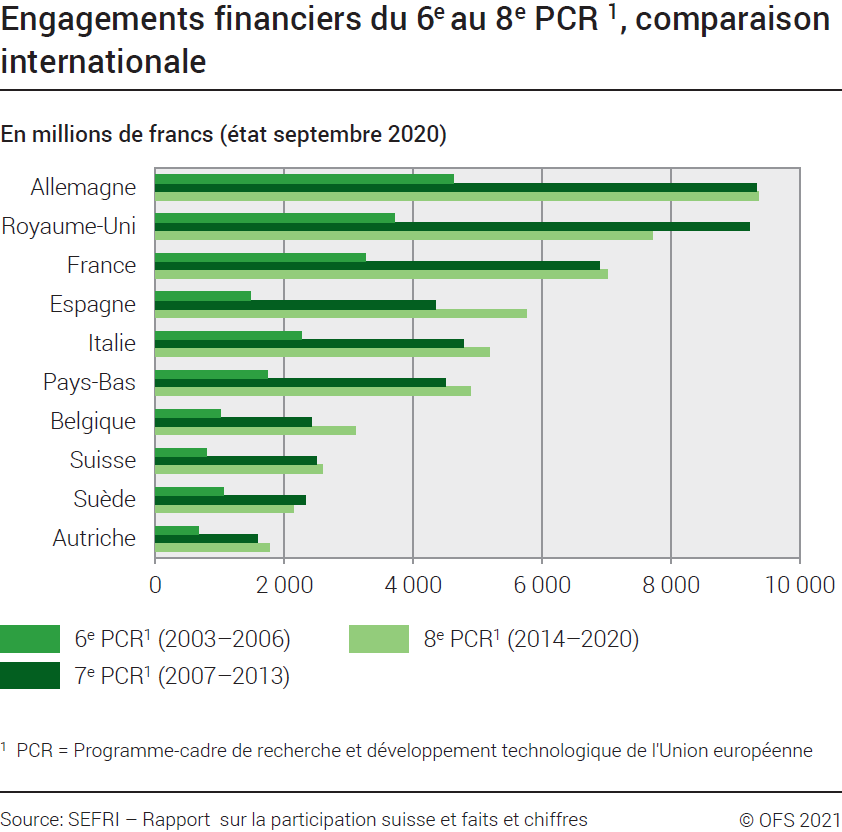 Engagements financiers du 6e au 8e PCR 1, comparaison
internationale
En millions de francs (état septembre 2020)
Allemagne
Royaume-Uni
France
Espagne
Italie
Pays-Bas
Belgique
Suisse
Suède
Autriche
0 2 000 4 000 6 000 8 000 10 000
6e PCR1 (2003–2006) 8e PCR1 (2014–2020)
7e PCR1 (2007–2013)
1 PCR = Programme-cadre de recherche et développement technologique de l'Union européenne
Source: SEFRI – Rapport sur la participation suisse et faits et chiffres © OFS 2021